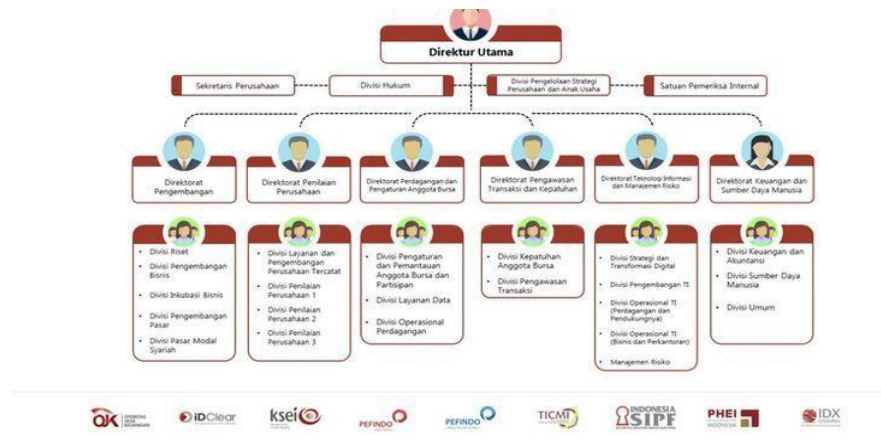 Direktur Utama
Sekretaris Perusahaan
Divisi Hukum
Divisi Pengelolaan Strategi
Perusahaan dan Anak Usaha
Satuan Pemeriksa Internal
Direktorat
Pengembangan
Direktorat Penilaian
Perusahaan
Direktorat Perdagangan dan
Pengaturan Anggota Bursa
Direktorat Pengawasan
Transaksi dan Kepatuhan
Direktorat Teknologi Informasi
dan Manajemen Risiko
Direktorat Keuangan dan
Sumber Daya Manusia
• Divisi Riset
• Divisi Pengembangan
Bisnis
• Divisi Inkubasi Bisnis
• Divisi Pengembangan
Pasar
• Divisi Pasar Modal
Syariah
• Divisi Layanan dan
Pengembangan
Perusahaan Tercatat
• Divisi Penilaian
Perusahaan 1
• Divisi Penilaian
Perusahaan 2
• Divisi Penilaian
Perusahaan 3
• Divisi Pengaturan
dan Pemantauan
Anggota Bursa dan
Partisipan
• Divisi Layanan Data
• Divisi Operasional
Perdagangan
• Divisi Kepatuhan
Anggota Bursa
• Divisi Pengawasan
Transaksi
• Divisi Strategi dan
Transformasi Digital
• Divisi Pengembangan TI
• Divisi Operasional TI
(Perdagangan dan
Pendukungnya)
• Divisi Operasional TI
(Bisnis dan Perkantoran)
• Manajemen Risiko
• Divisi Keuangan dan
Akuntansi
• Divisi Sumber Daya
Manusia
• Divisi Umum
OJK OTORITAS
JASA
KEUANGAN
iDClear
ksei
PEFINDO
PEFINDO
TICMI
INDONESIA
SIPF
PHEI
INDONESIA
IDX